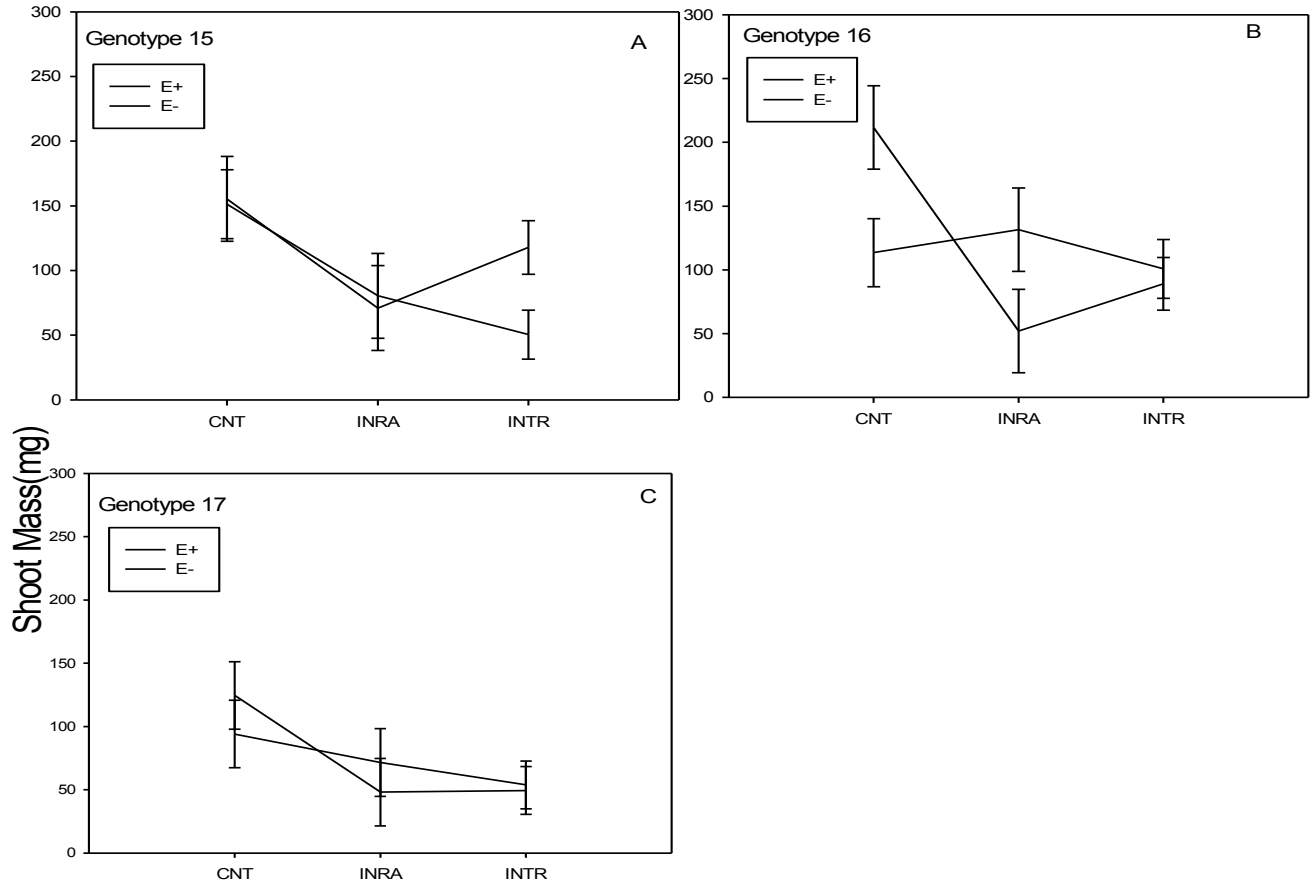 300
Genotype 15
A
E+
E-
250
200
150
100
50
0
CNT INRA INTR
300
Genotype 16
B
E+
E-
250
200
150
100
50
0
CNT INRA INTR
Shoot Mass(mg)
300
Genotype 17
C
E+
E-
250
200
150
100
50
0
CNT INRA INTR